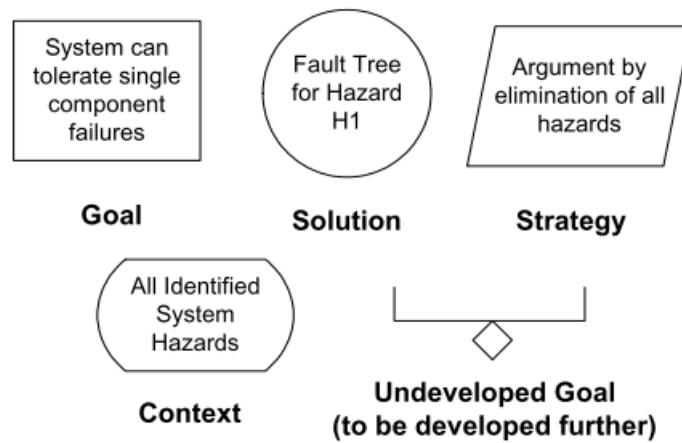 System can
tolerate single
component
failures
Goal
Fault Tree
for Hazard
H1
Solution
Argument by
elimination of all
hazards
Strategy
All Identified
System
Hazards
Context
Undeveloped Goal
(to be developed further)